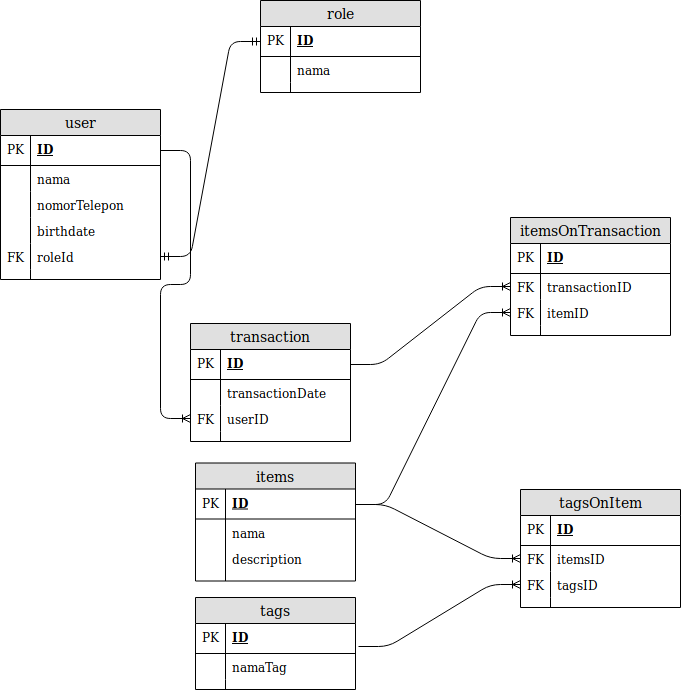 role
PK ID
nama
user
PK ID
nama
nomorTelepon
birthdate
FK roleId
itemsOnTransaction
PK ID
FK transactionID
FK itemID
transaction
PK ID
transactionDate
FK userID
items
PK ID
nama
description
tagsOnItem
PK ID
FK itemsID
FK tagsID
tags
PK ID
namaTag